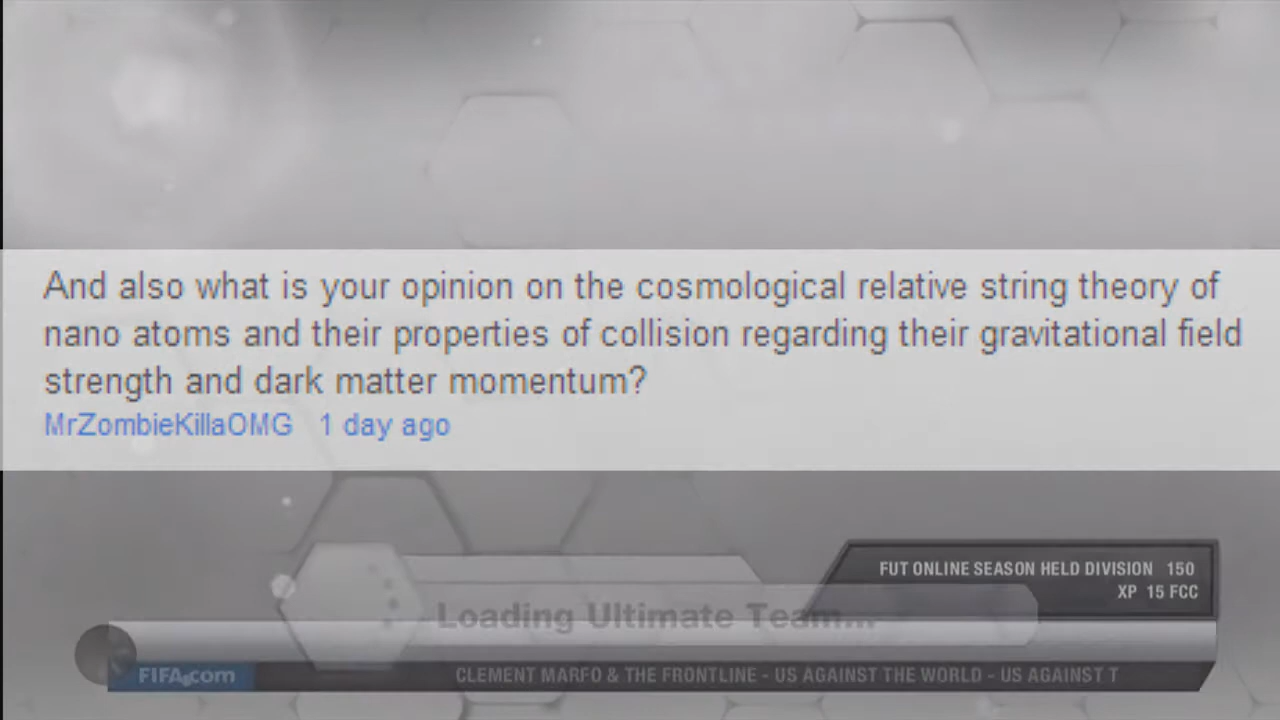 And also what is your opinion on the cosmological relative string theory of
nano atoms and their properties of collision regarding their gravitational field
strength and dark matter momentum?
MrZombieKillaOMG 1 day ago
FUT ONLINE SEASON HELD DIVISION 150
XP 15 FCC
Loading Ultimate Team...
FIFA.com CLEMENT MARFO & THE FRONTLINE - US AGAINST THE WORLD - US AGAINST T